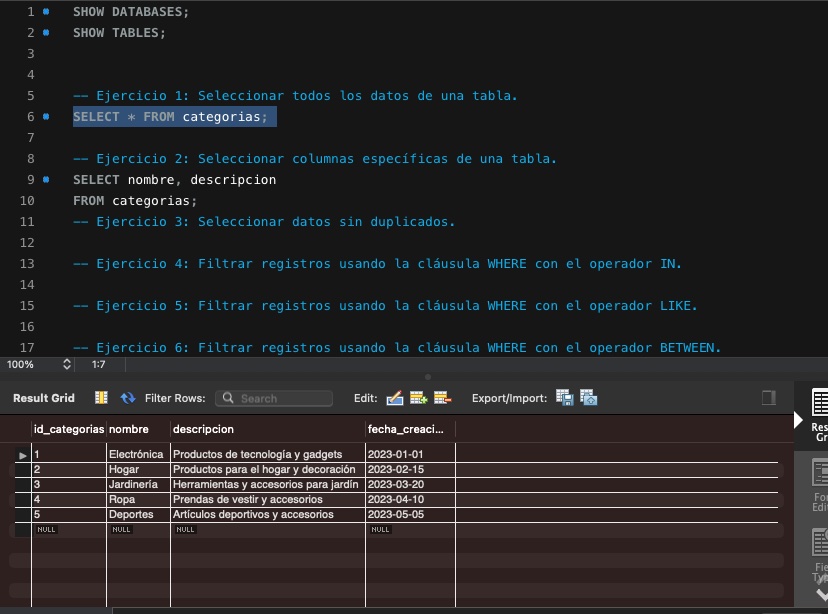 1 SHOW DATABASES;
2 SHOW TABLES;
3
4
5 -- Ejercicio 1: Seleccionar todos los datos de una tabla.
6 SELECT * FROM categorias;
7
8 -- Ejercicio 2: Seleccionar columnas específicas de una tabla.
9 SELECT nombre, descripcion
10 FROM categorias;
11 -- Ejercicio 3: Seleccionar datos sin duplicados.
12
13 -- Ejercicio 4: Filtrar registros usando la cláusula WHERE con el operador IN.
14
15 -- Ejercicio 5: Filtrar registros usando la cláusula WHERE con el operador LIKE.
16
17 -- Ejercicio 6: Filtrar registros usando la cláusula WHERE con el operador BETWEEN.
100% 1:7
Result Grid Filter Rows: Search Edit: Export/Import:
id_categorias nombre descripcion fecha_creaci...
1 Electrónica Productos de tecnología y gadgets 2023-01-01
2 Hogar Productos para el hogar y decoración 2023-02-15
3 Jardinería Herramientas y accesorios para jardín 2023-03-20
4 Ropa Prendas de vestir y accesorios 2023-04-10
5 Deportes Artículos deportivos y accesorios 2023-05-05
NULL NULL NULL NULL
Res
Gr
For
Edit
Fie
Typ